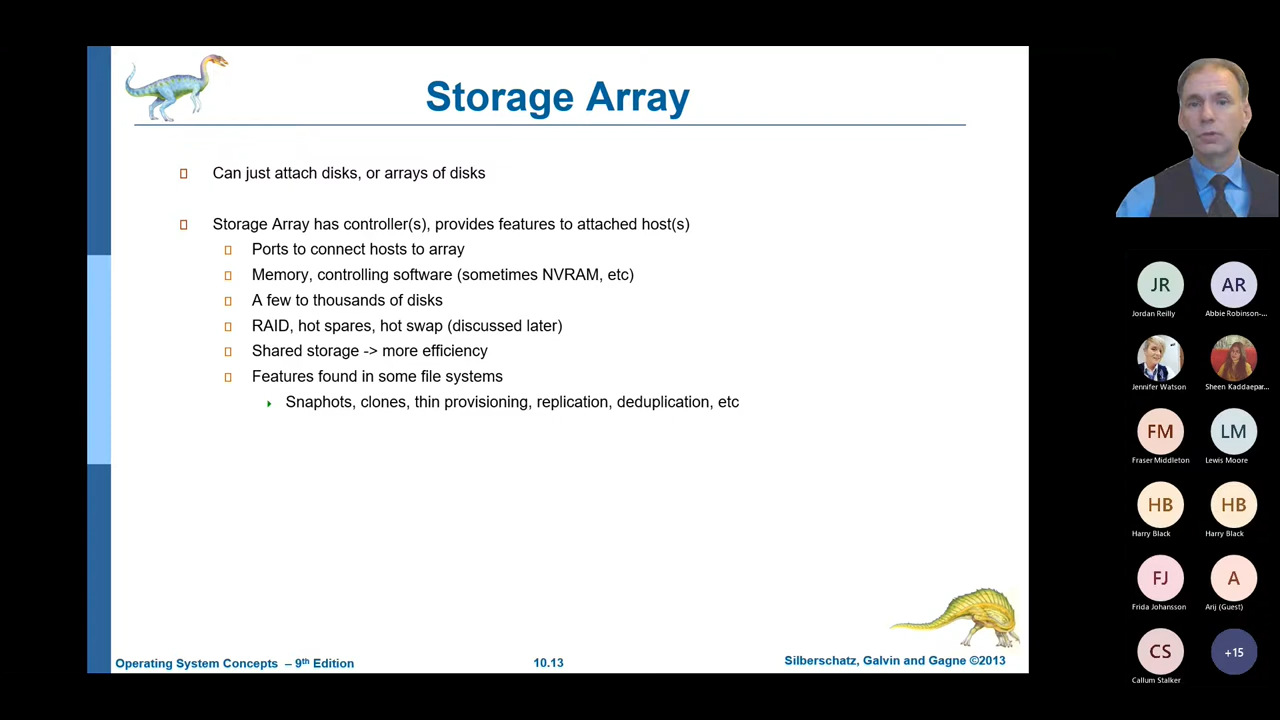 Storage Array
Can just attach disks, or arrays of disks
Storage Array has controller(s), provides features to attached host(s)
Ports to connect hosts to array
Memory, controlling software (sometimes NVRAM, etc)
A few to thousands of disks
RAID, hot spares, hot swap (discussed later)
Shared storage -> more efficiency
Features found in some file systems
Snaphots, clones, thin provisioning, replication, deduplication, etc
Operating System Concepts – 9th Edition
10.13
Silberschatz, Galvin and Gagne ©2013
JR
AR
Jordan Reilly
Abbie Robinson-...
Jennifer Watson
Sheen Kaddaepar...
FM
LM
Fraser Middleton
Lewis Moore
HB
HB
Harry Black
Harry Black
FJ
A
Frida Johansson
Arij (Guest)
CS
+15
Callum Stalker